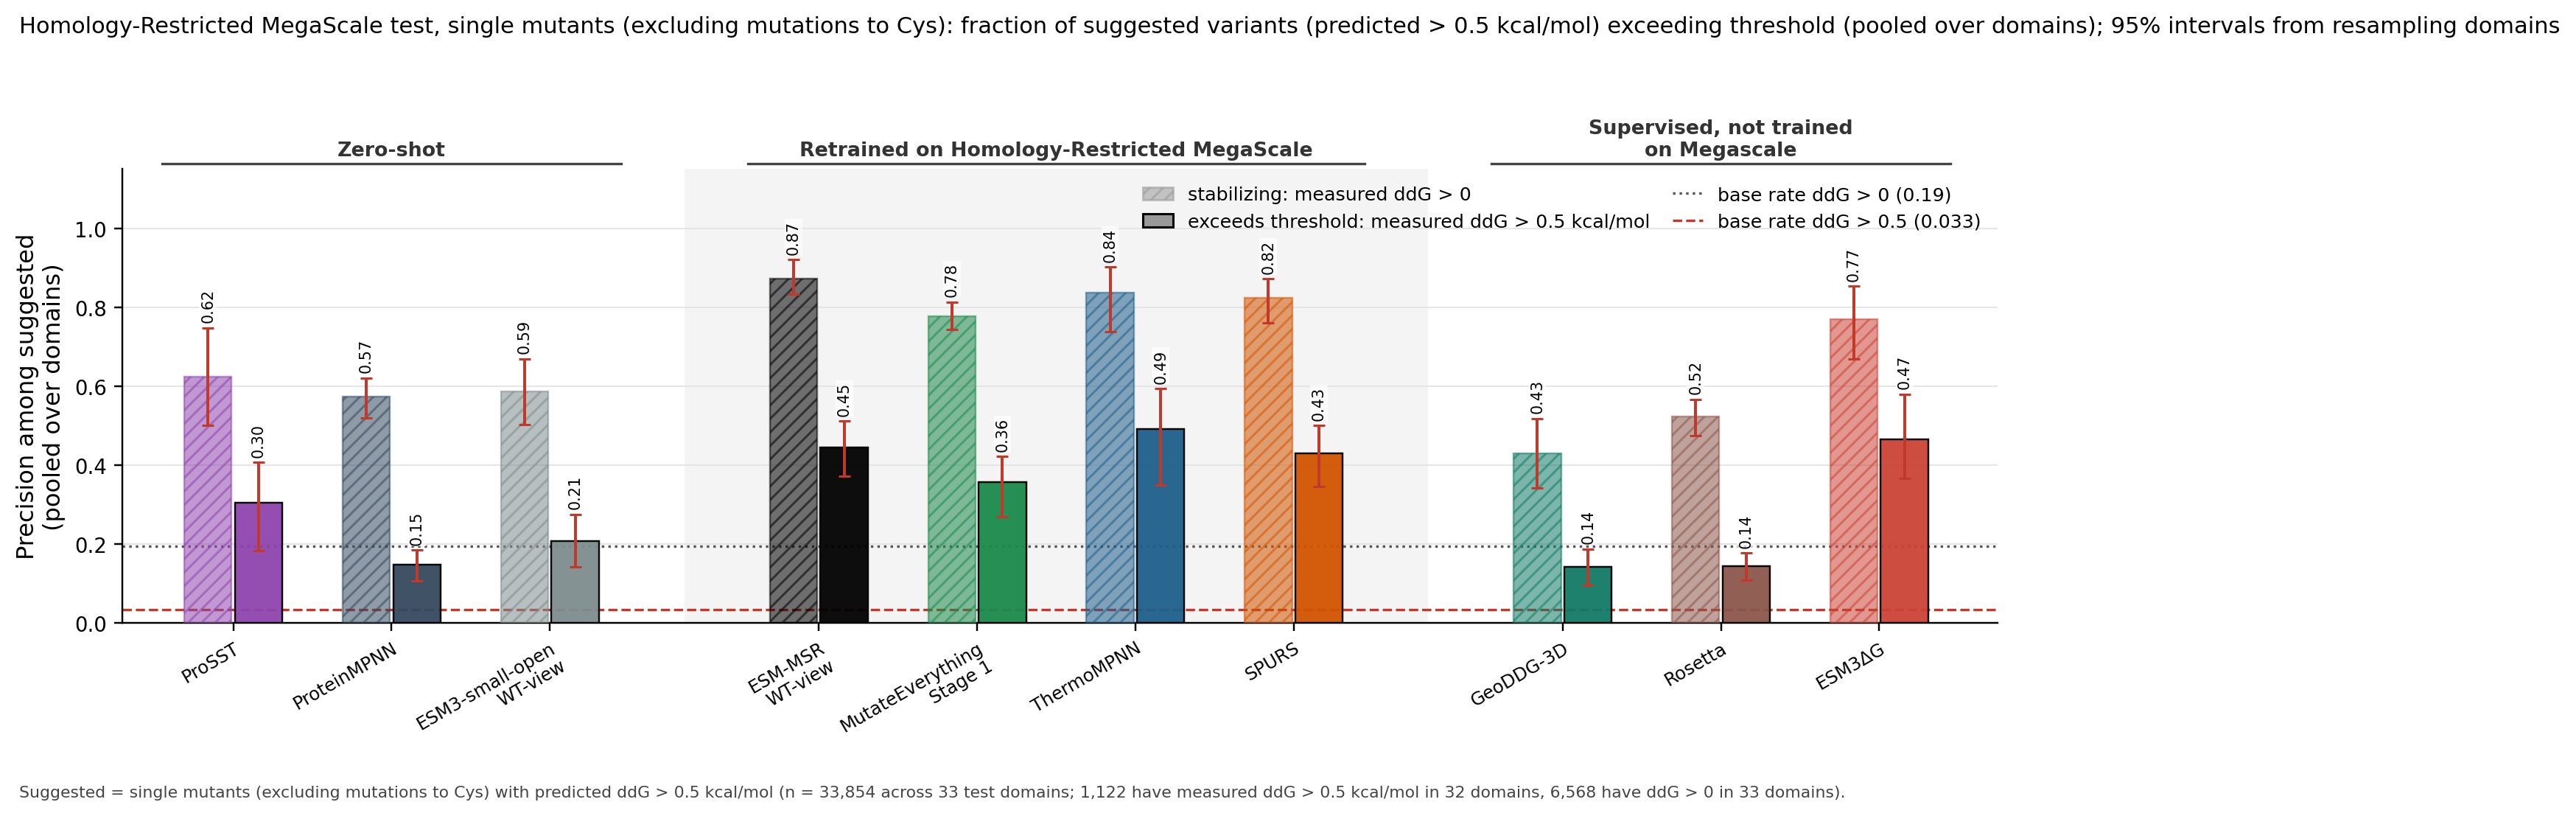 Homology-Restricted MegaScale test, single mutants (excluding mutations to Cys): fraction of suggested variants (predicted > 0.5 kcal/mol) exceeding threshold (pooled over domains); 95% intervals from resampling domains
Zero-shot
Retrained on Homology-Restricted MegaScale
Supervised, not trained
on Megascale
stabilizing: measured ddG > 0
exceeds threshold: measured ddG > 0.5 kcal/mol
base rate ddG > 0 (0.19)
base rate ddG > 0.5 (0.033)
Precision among suggested
(pooled over domains)
1.0
0.8
0.6
0.4
0.2
0.0
0.62
0.30
0.57
0.15
0.59
0.21
0.87
0.45
0.78
0.36
0.84
0.49
0.82
0.43
0.43
0.14
0.52
0.14
0.77
0.47
ProSST
ProteinMPNN
ESM3-small-open
WT-view
ESM-MSR
WT-view
MutateEverything
Stage 1
ThermoMPNN
SPURS
GeoDDG-3D
Rosetta
ESM3ΔG
Suggested = single mutants (excluding mutations to Cys) with predicted ddG > 0.5 kcal/mol (n = 33,854 across 33 test domains; 1,122 have measured ddG > 0.5 kcal/mol in 32 domains, 6,568 have ddG > 0 in 33 domains).